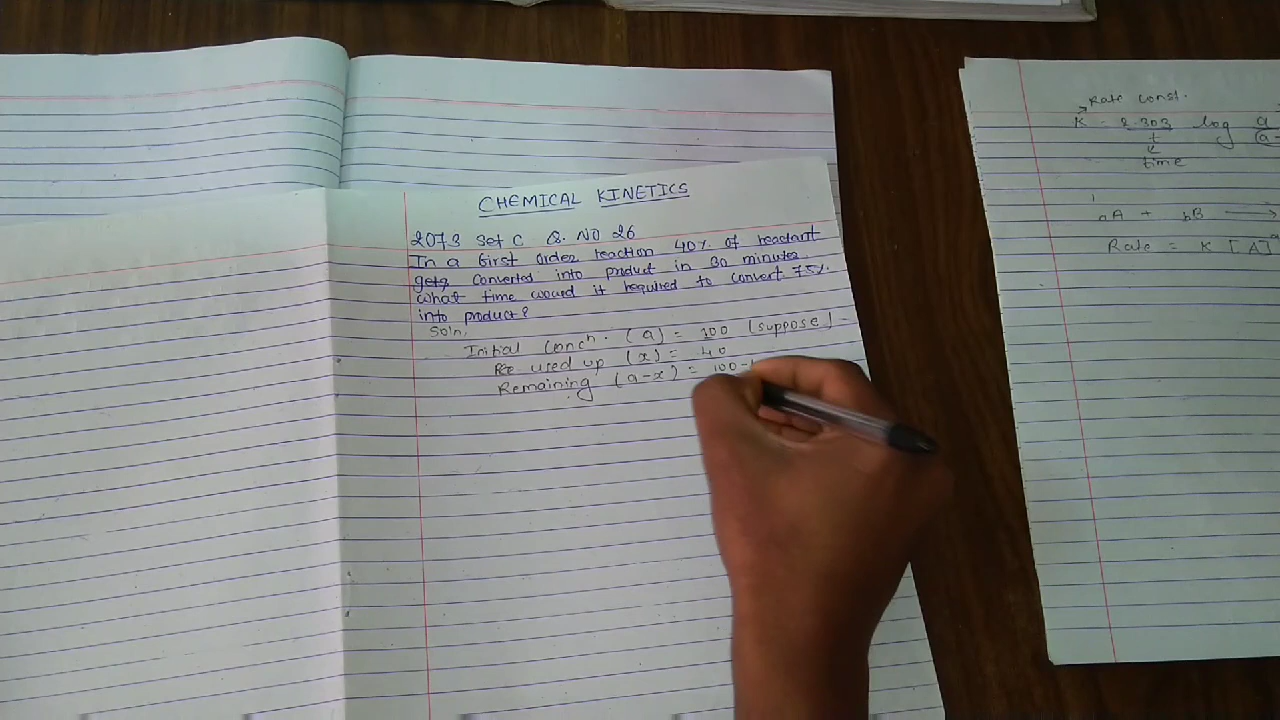 CHEMICAL KINETICS
2073 Set C Q. NO 26
In a first order reaction 40% of reactant
gets converted into product in 30 minutes
what time would it required to convert 75%
into product?
Soln,
Initial Concn. (a) = 100 (suppose)
used up (x) = 40
Remaining (a-x) = 100-
Rate const.
K = 2.303 log a
t
time
aA + bB →
Rate = K [A]a